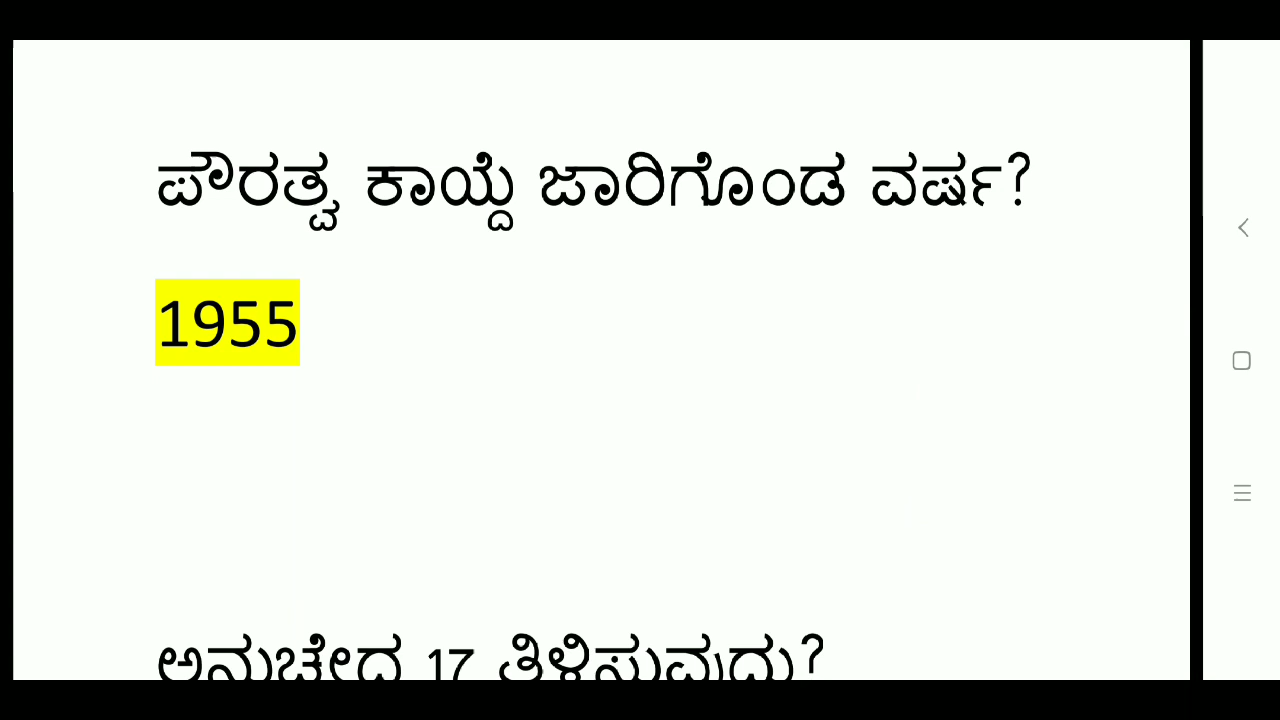 ಪೌರತ್ವ ಕಾಯ್ದೆ ಜಾರಿಗೊಂಡ ವರ್ಷ?
1955
ಅನುಚ್ಛೇದ 17 ತಿಳಿಸುವುದು?